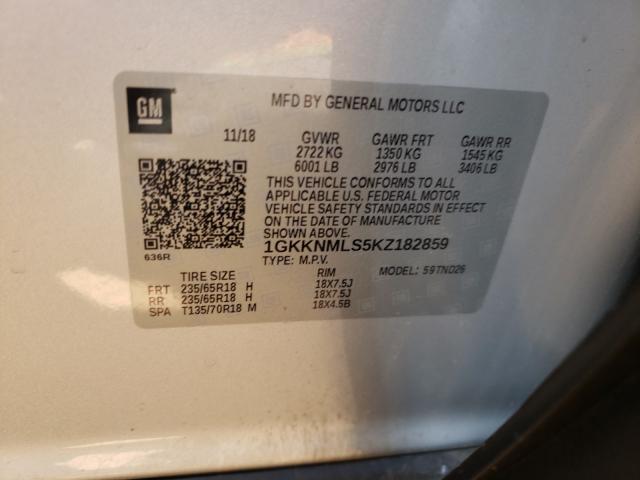 GM
MFD BY GENERAL MOTORS LLC
11/18 GVWR GAWR FRT GAWR RR
2722 KG 1350 KG 1545 KG
6001 LB 2976 LB 3406 LB
THIS VEHICLE CONFORMS TO ALL
APPLICABLE U.S. FEDERAL MOTOR
VEHICLE SAFETY STANDARDS IN EFFECT
ON THE DATE OF MANUFACTURE
SHOWN ABOVE.
1GKKNMLS5KZ182859
636R
TYPE: M.P.V. MODEL: 59TND26
TIRE SIZE RIM
FRT 235/65R18 H 18X7.5J
RR 235/65R18 H 18X7.5J
SPA T135/70R18 M 18X4.5B